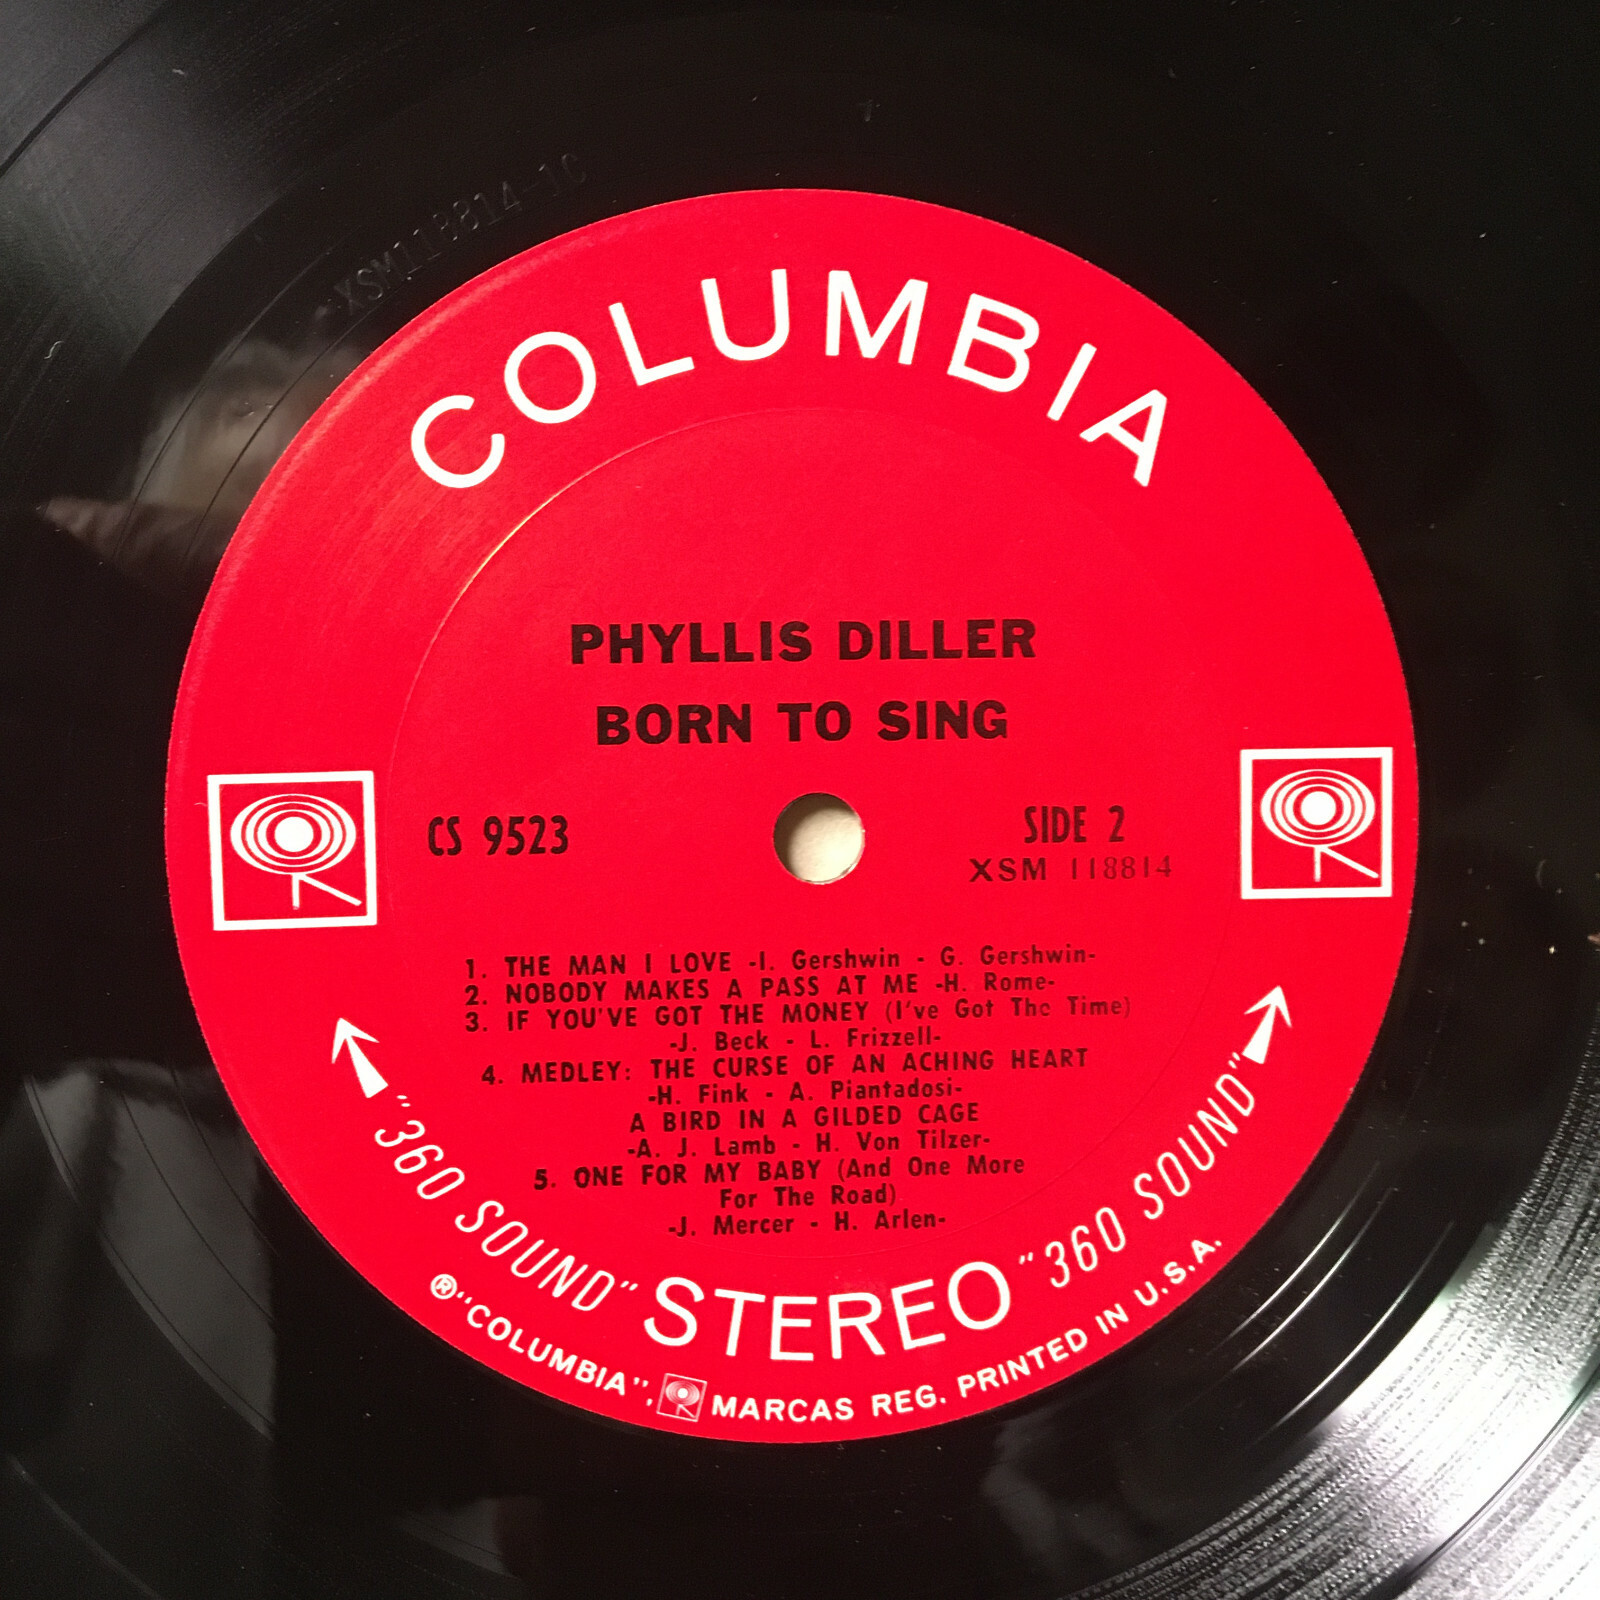 XSM118814-1C
COLUMBIA
PHYLLIS DILLER
BORN TO SING
CS 9523
SIDE 2
XSM 118814
1. THE MAN I LOVE -I. Gershwin - G. Gershwin-
2. NOBODY MAKES A PASS AT ME -H. Rome-
3. IF YOU'VE GOT THE MONEY (I've Got The Time)
-J. Beck - L. Frizzell-
4. MEDLEY: THE CURSE OF AN ACHING HEART
-H. Fink - A. Piantadosi-
A BIRD IN A GILDED CAGE
-A. J. Lamb - H. Von Tilzer-
5. ONE FOR MY BABY (And One More
For The Road)
-J. Mercer - H. Arlen-
"360 SOUND" STEREO "360 SOUND"
®"COLUMBIA", MARCAS REG. PRINTED IN U.S.A.